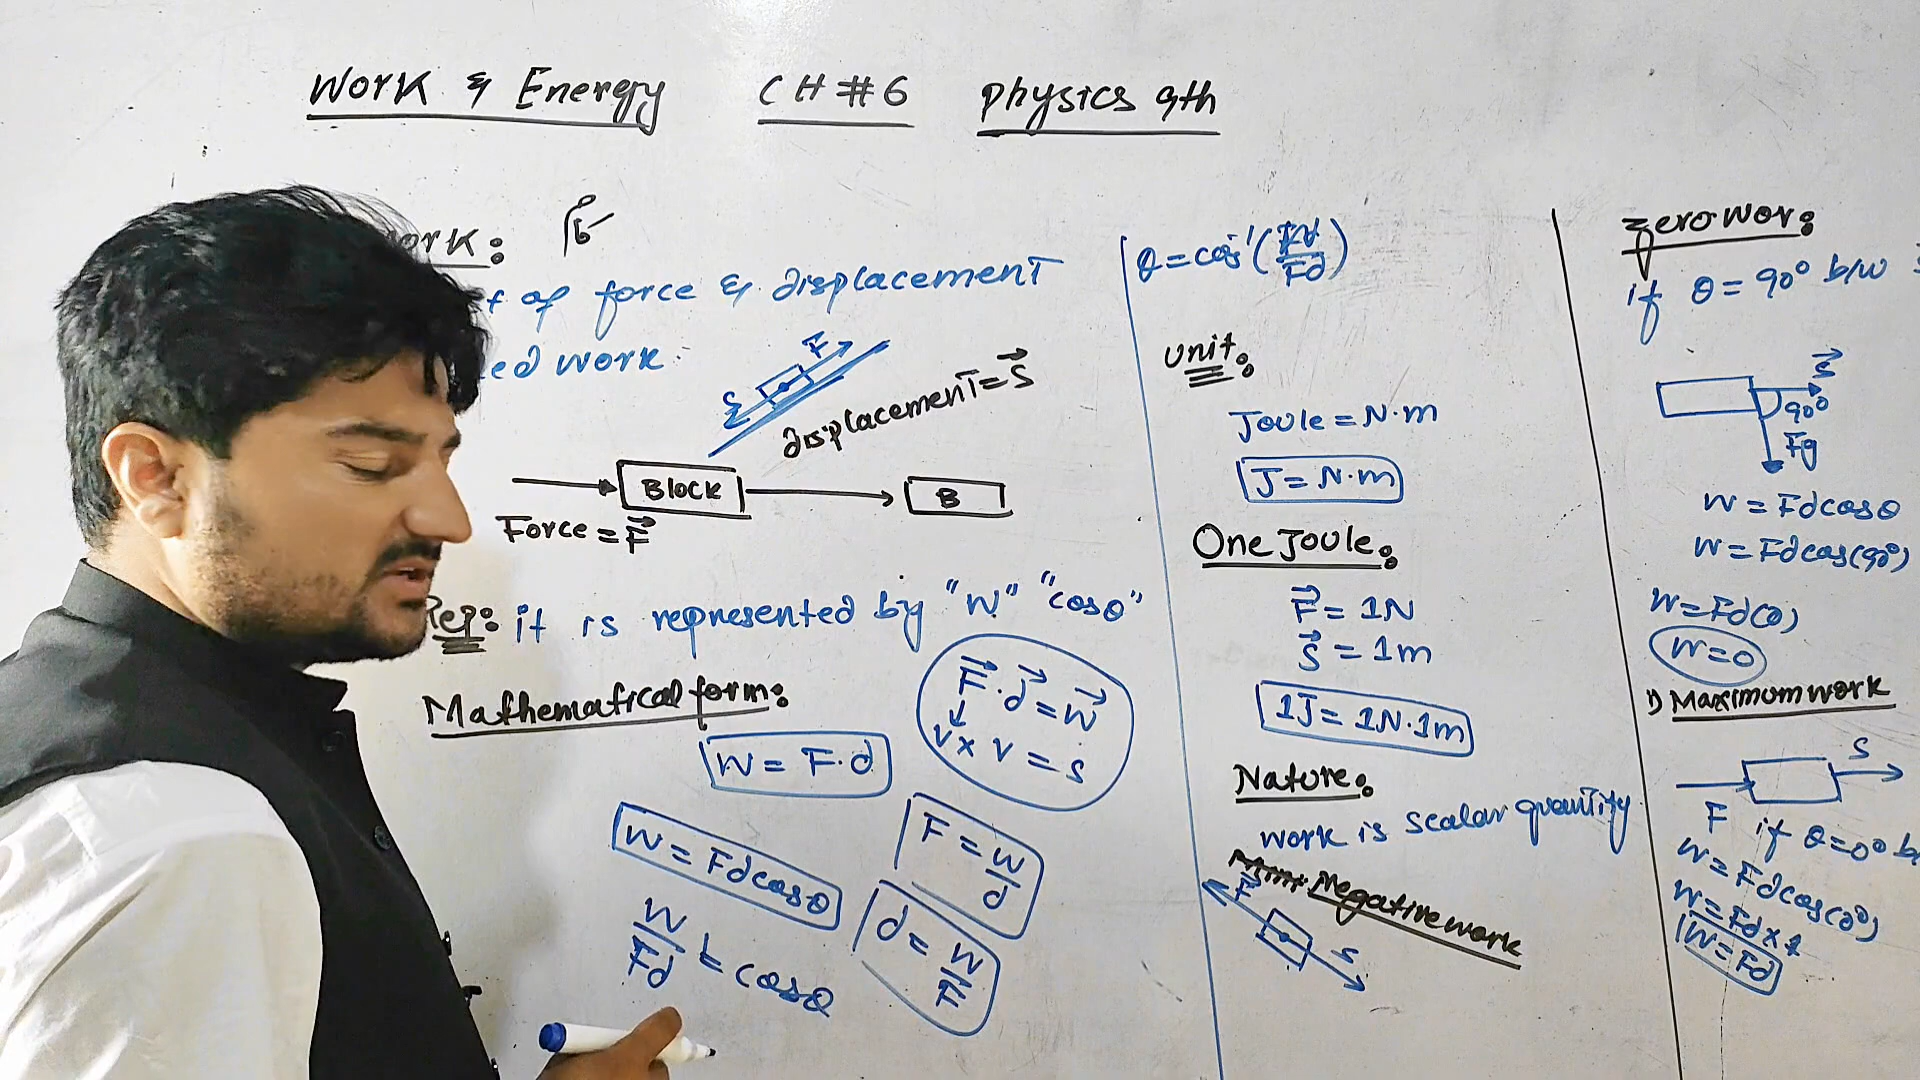 Work & Energy CH#6 physics 9th
ork:
of force & displacement
ed work.
F
S
displacement = S⃗
Block
B
Force = F⃗
Rep: it is represented by "W" "cosθ"
Mathematical form:
W = F·d
F⃗·d⃗ = W⃗
V × V = S
W = Fdcosθ
F = W/d
d = W/F
W/Fd = cosθ
θ = cos⁻¹(W/Fd)
unit:
Joule = N·m
J = N·m
One Joule:
F⃗ = 1N
S⃗ = 1m
1J = 1N·1m
Nature:
work is scalar quantity
Negative work
F⃗
S
zero wor:
if θ = 90° b/w
S⃗
90°
Fg
W = Fdcosθ
W = Fdcos(90°)
W = Fd(0)
W = 0
1) Maximum work
S
F
if θ = 0° b
W = Fdcos(0°)
W = Fd × 1
W = Fd